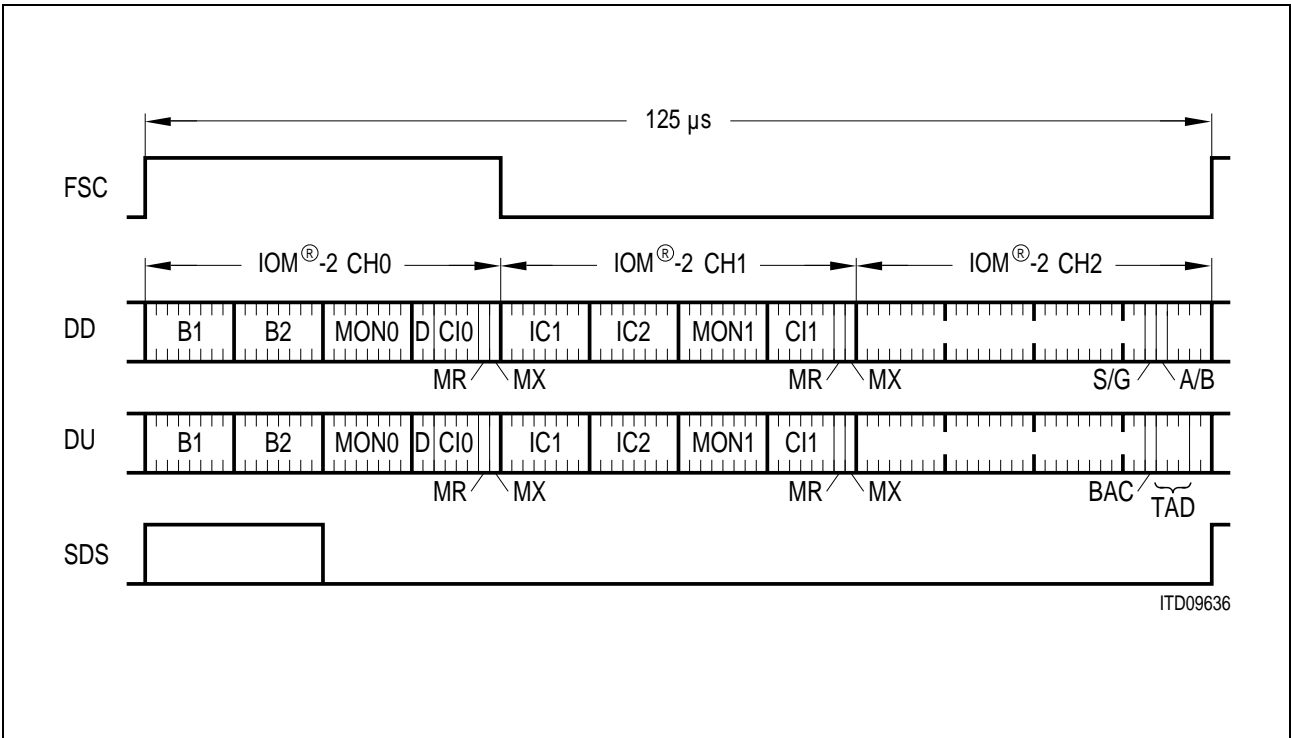 125 µs
FSC
IOM®-2 CH0 IOM®-2 CH1 IOM®-2 CH2
DD B1 B2 MON0 D CI0 IC1 IC2 MON1 CI1
MR MX MR MX S/G A/B
DU B1 B2 MON0 D CI0 IC1 IC2 MON1 CI1
MR MX MR MX BAC TAD
SDS
ITD09636